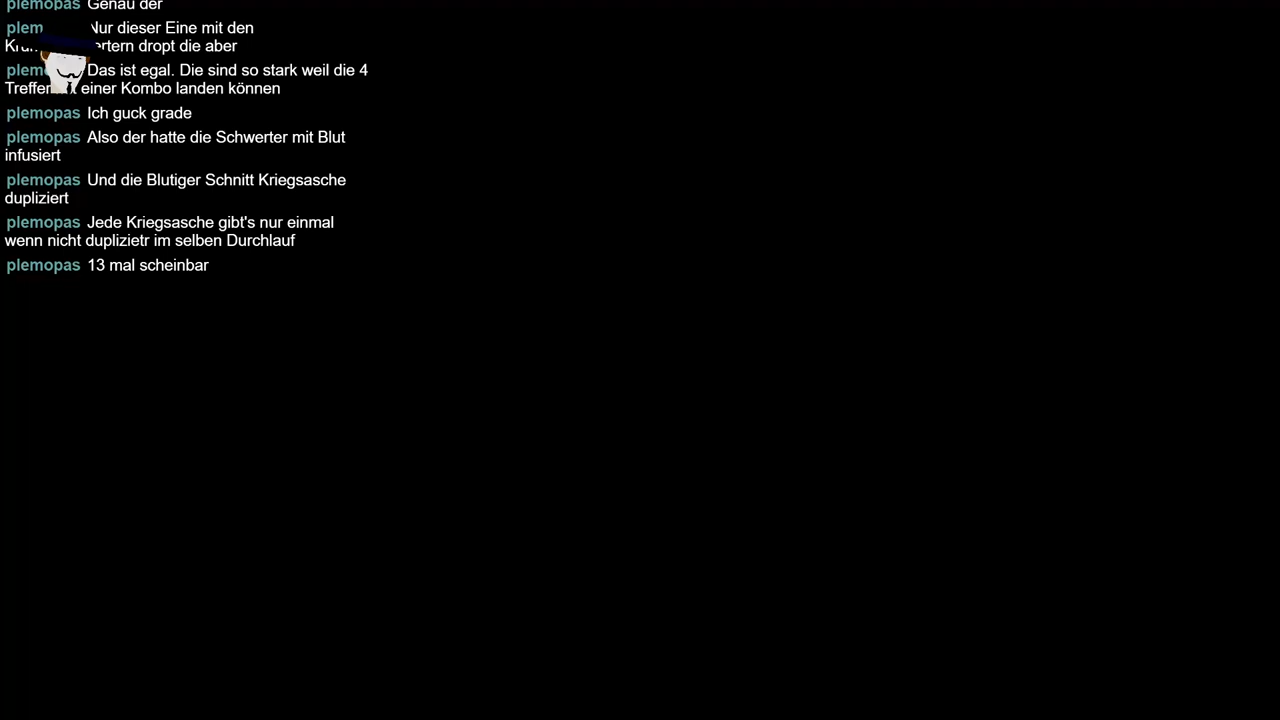 plemopas Genau der
plem Nur dieser Eine mit den
ertern dropt die aber
plem Das ist egal. Die sind so stark weil die 4
Treffer einer Kombo landen können
plemopas Ich guck grade
plemopas Also der hatte die Schwerter mit Blut
infusiert
plemopas Und die Blutiger Schnitt Kriegsasche
dupliziert
plemopas Jede Kriegsasche gibt's nur einmal
wenn nicht duplizietr im selben Durchlauf
plemopas 13 mal scheinbar